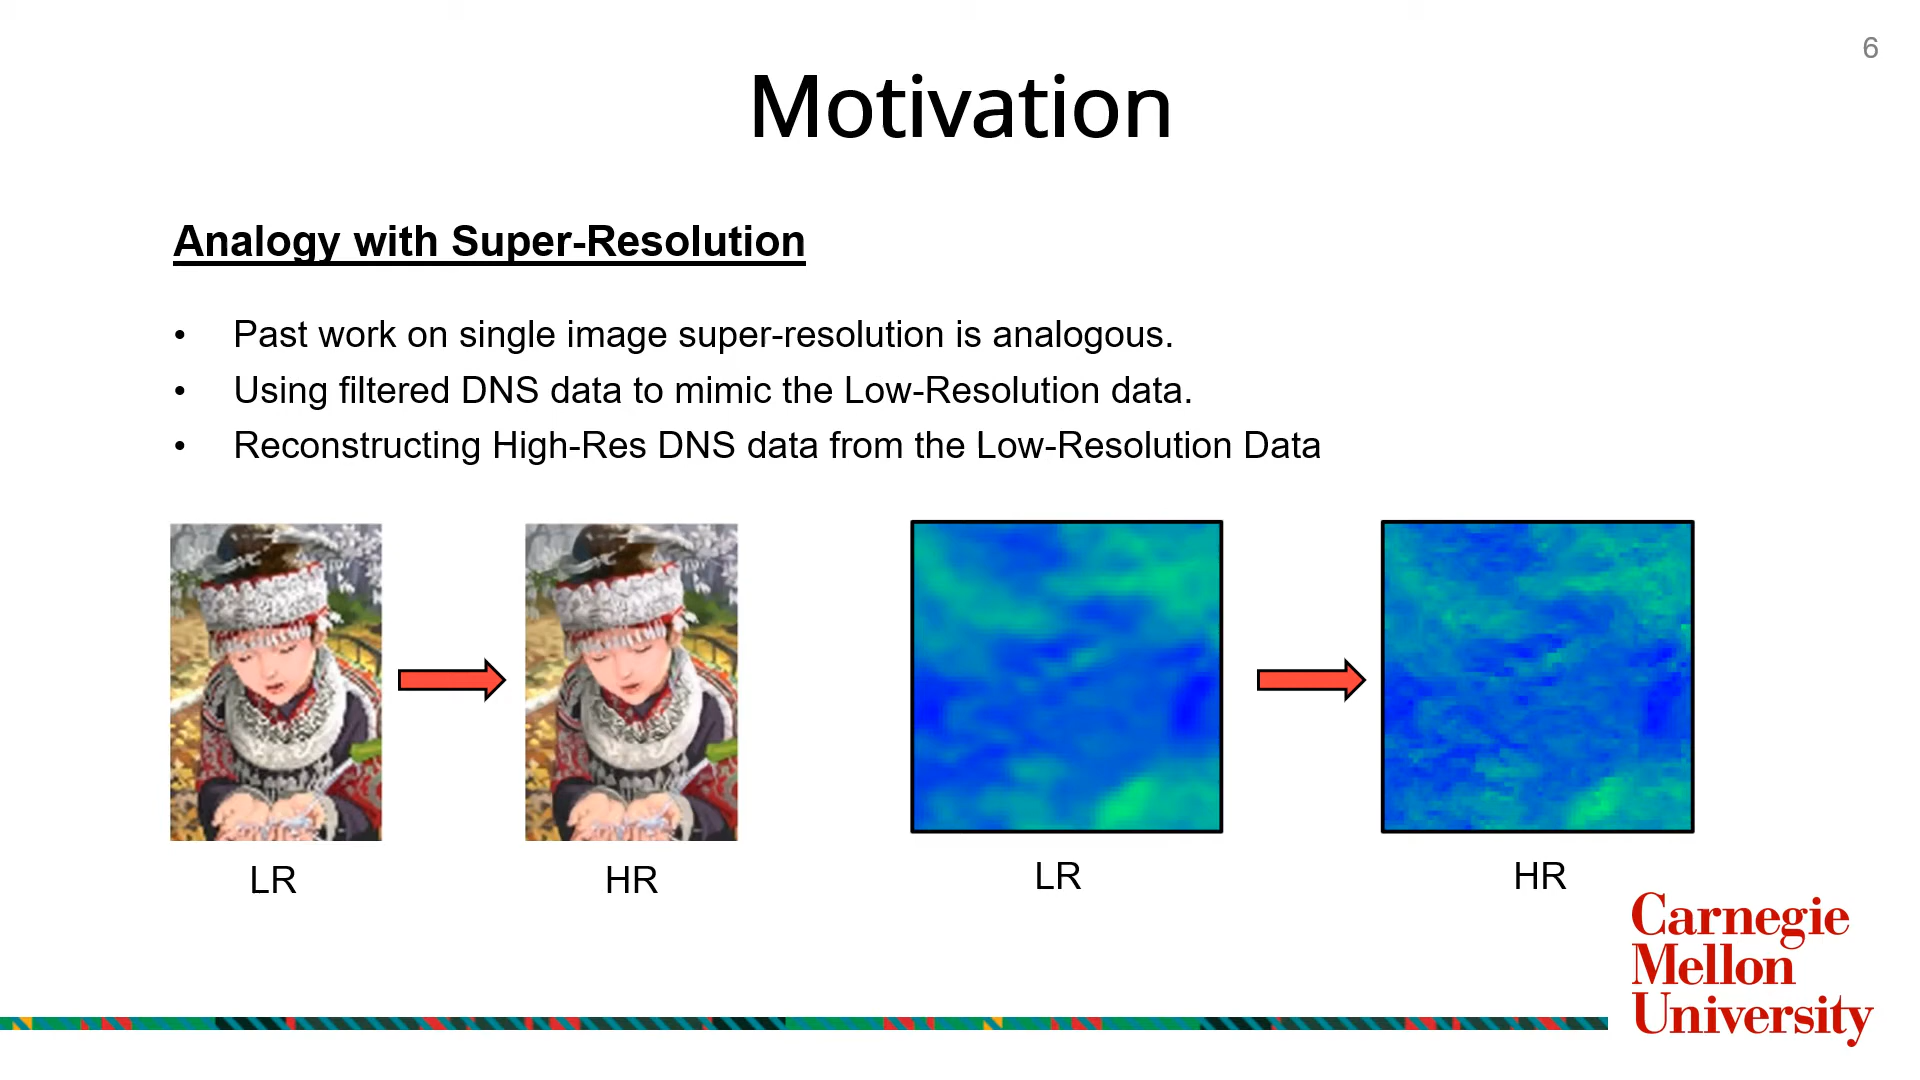 6
Motivation
Analogy with Super-Resolution
• Past work on single image super-resolution is analogous.
• Using filtered DNS data to mimic the Low-Resolution data.
• Reconstructing High-Res DNS data from the Low-Resolution Data
LR
HR
LR
HR
Carnegie
Mellon
University